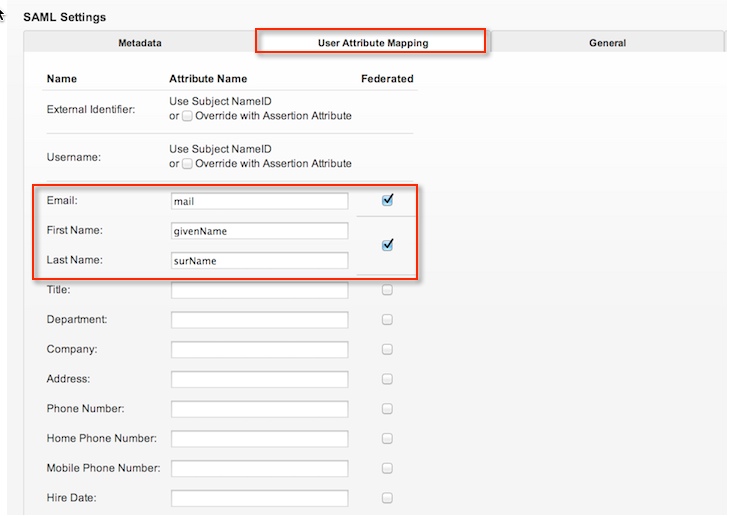 SAML Settings
Metadata
User Attribute Mapping
General
Name Attribute Name Federated
External Identifier:
Use Subject NameID
or Override with Assertion Attribute
Username:
Use Subject NameID
or Override with Assertion Attribute
Email: mail
First Name: givenName
Last Name: surName
Title:
Department:
Company:
Address:
Phone Number:
Home Phone Number:
Mobile Phone Number:
Hire Date: